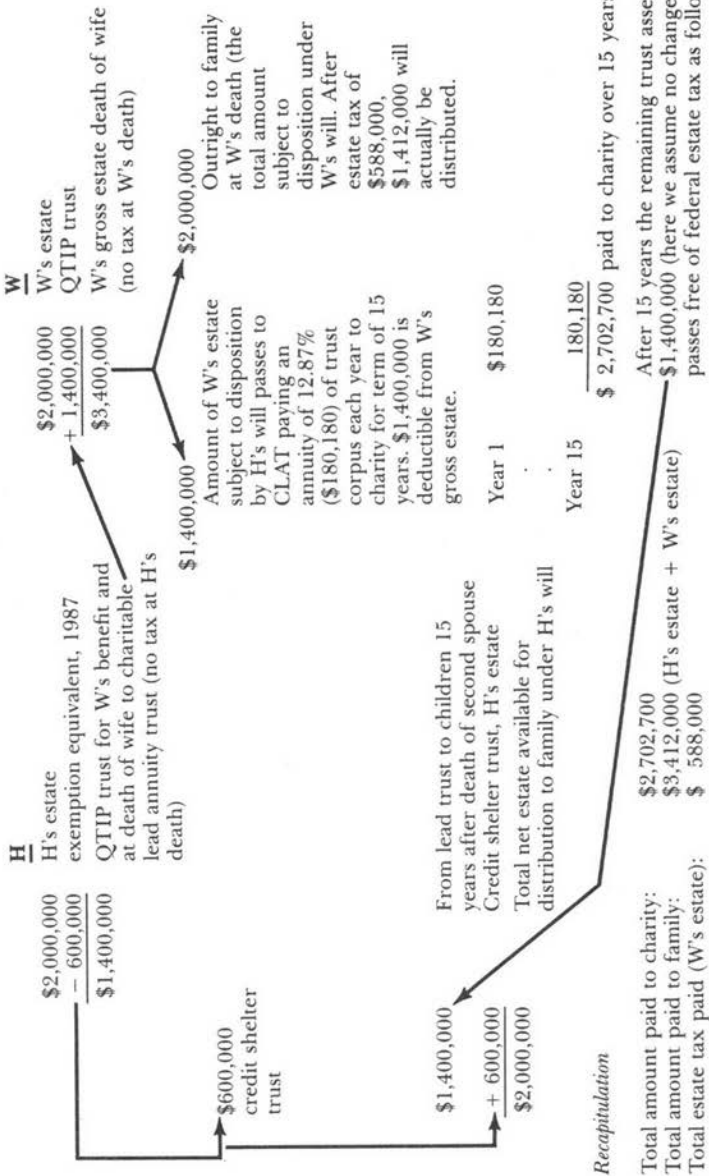 H
$2,000,000 H's estate
− 600,000 exemption equivalent, 1987
$1,400,000 QTIP trust for W's benefit and
at death of wife to charitable
lead annuity trust (no tax at H's
death)
W
$2,000,000 W's estate
+ 1,400,000 QTIP trust
$3,400,000 W's gross estate death of wife
(no tax at W's death)
$600,000
credit shelter
trust
$1,400,000
Amount of W's estate
subject to disposition
by H's will passes to
CLAT paying an
annuity of 12.87%
($180,180) of trust
corpus each year to
charity for term of 15
years. $1,400,000 is
deductible from W's
gross estate.
$2,000,000
Outright to family
at W's death (the
total amount
subject to
disposition under
W's will. After
estate tax of
$588,000,
$1,412,000 will
actually be
distributed.
Year 1 $180,180
.
.
Year 15 180,180
$ 2,702,700 paid to charity over 15 year
$1,400,000 From lead trust to children 15
years after death of second spouse
+ 600,000 Credit shelter trust, H's estate
$2,000,000 Total net estate available for
distribution to family under H's will
After 15 years the remaining trust asse
$1,400,000 (here we assume no change
passes free of federal estate tax as follo
Recapitulation
Total amount paid to charity: $2,702,700
Total amount paid to family: $3,412,000 (H's estate + W's estate)
Total estate tax paid (W's estate): $ 588,000